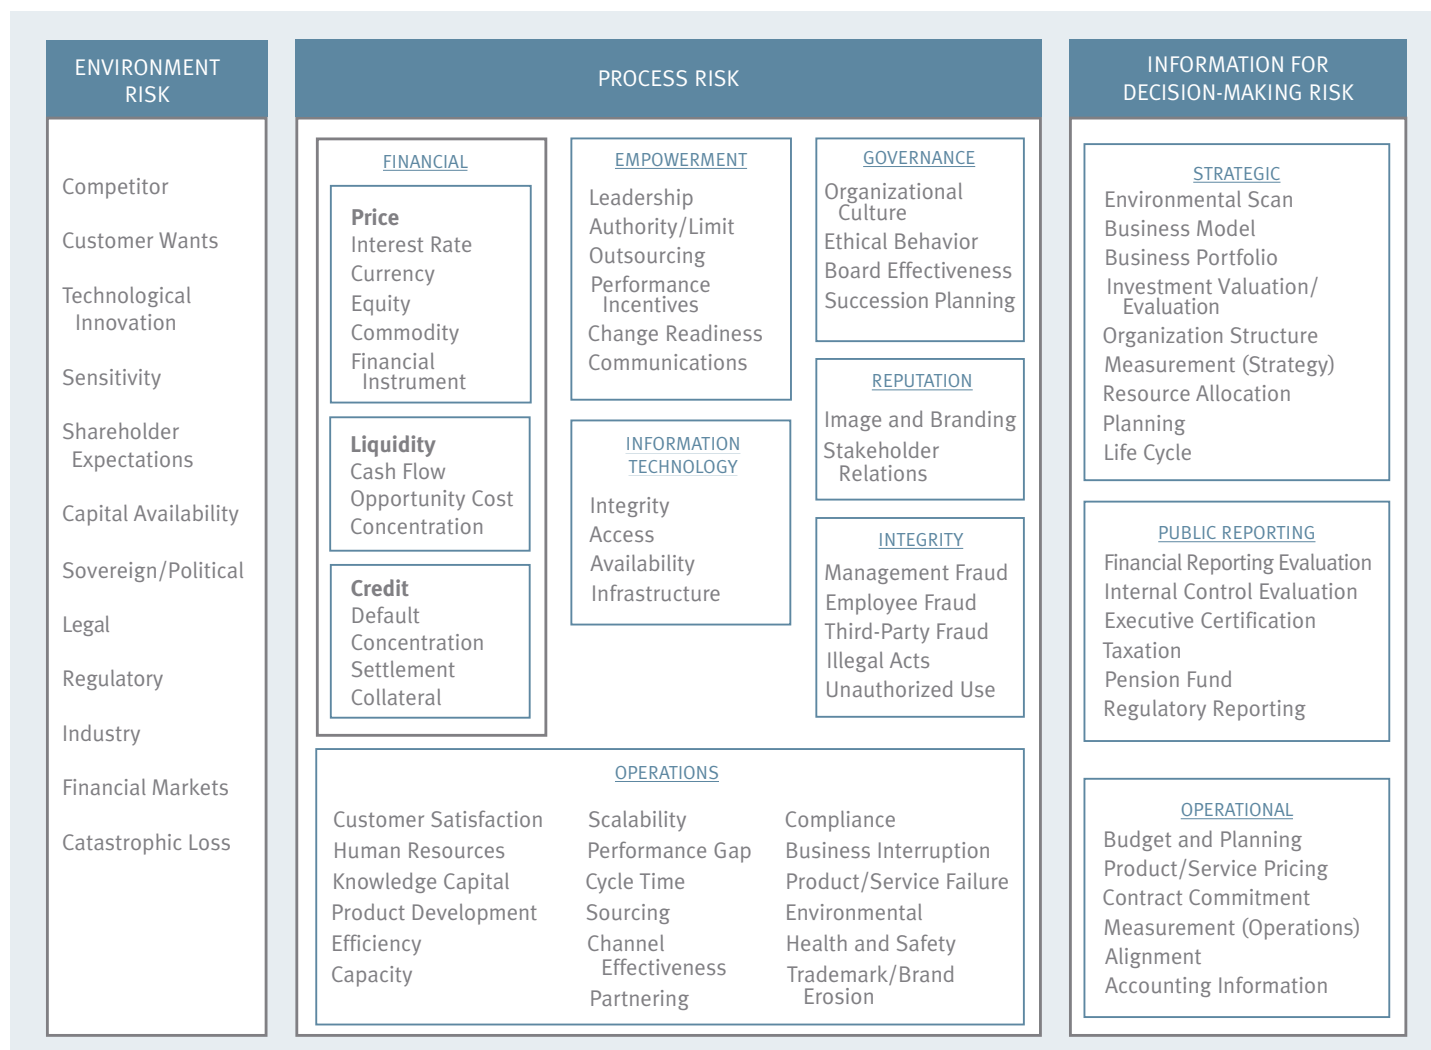 ENVIRONMENT
RISK
Competitor
Customer Wants
Technological
Innovation
Sensitivity
Shareholder
Expectations
Capital Availability
Sovereign/Political
Legal
Regulatory
Industry
Financial Markets
Catastrophic Loss
PROCESS RISK
FINANCIAL
Price
Interest Rate
Currency
Equity
Commodity
Financial
Instrument
Liquidity
Cash Flow
Opportunity Cost
Concentration
Credit
Default
Concentration
Settlement
Collateral
EMPOWERMENT
Leadership
Authority/Limit
Outsourcing
Performance
Incentives
Change Readiness
Communications
INFORMATION
TECHNOLOGY
Integrity
Access
Availability
Infrastructure
GOVERNANCE
Organizational
Culture
Ethical Behavior
Board Effectiveness
Succession Planning
REPUTATION
Image and Branding
Stakeholder
Relations
INTEGRITY
Management Fraud
Employee Fraud
Third-Party Fraud
Illegal Acts
Unauthorized Use
OPERATIONS
Customer Satisfaction
Human Resources
Knowledge Capital
Product Development
Efficiency
Capacity
Scalability
Performance Gap
Cycle Time
Sourcing
Channel
Effectiveness
Partnering
Compliance
Business Interruption
Product/Service Failure
Environmental
Health and Safety
Trademark/Brand
Erosion
INFORMATION FOR
DECISION-MAKING RISK
STRATEGIC
Environmental Scan
Business Model
Business Portfolio
Investment Valuation/
Evaluation
Organization Structure
Measurement (Strategy)
Resource Allocation
Planning
Life Cycle
PUBLIC REPORTING
Financial Reporting Evaluation
Internal Control Evaluation
Executive Certification
Taxation
Pension Fund
Regulatory Reporting
OPERATIONAL
Budget and Planning
Product/Service Pricing
Contract Commitment
Measurement (Operations)
Alignment
Accounting Information